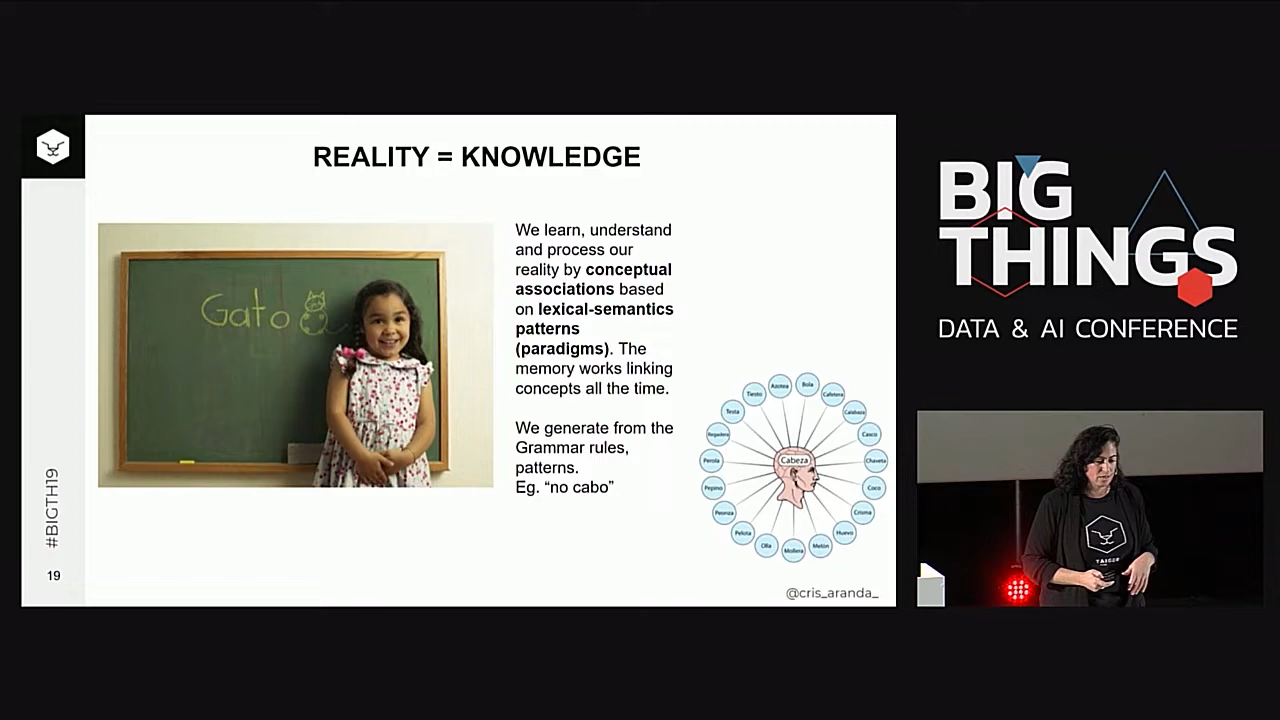 REALITY = KNOWLEDGE
Gato
We learn, understand
and process our
reality by conceptual
associations based
on lexical-semantics
patterns
(paradigms). The
memory works linking
concepts all the time.
We generate from the
Grammar rules,
patterns.
Eg. “no cabo”
Cabeza
Azotea
Bola
Cafetera
Calabaza
Casco
Chaveta
Coco
Crisma
Huevo
Melón
Mollera
Olla
Pelota
Peonza
Pepino
Perola
Regadera
Testa
Tiesto
@cris_aranda_
#BIGTH19
19
BIG
THINGS
DATA & AI CONFERENCE
TAIGER